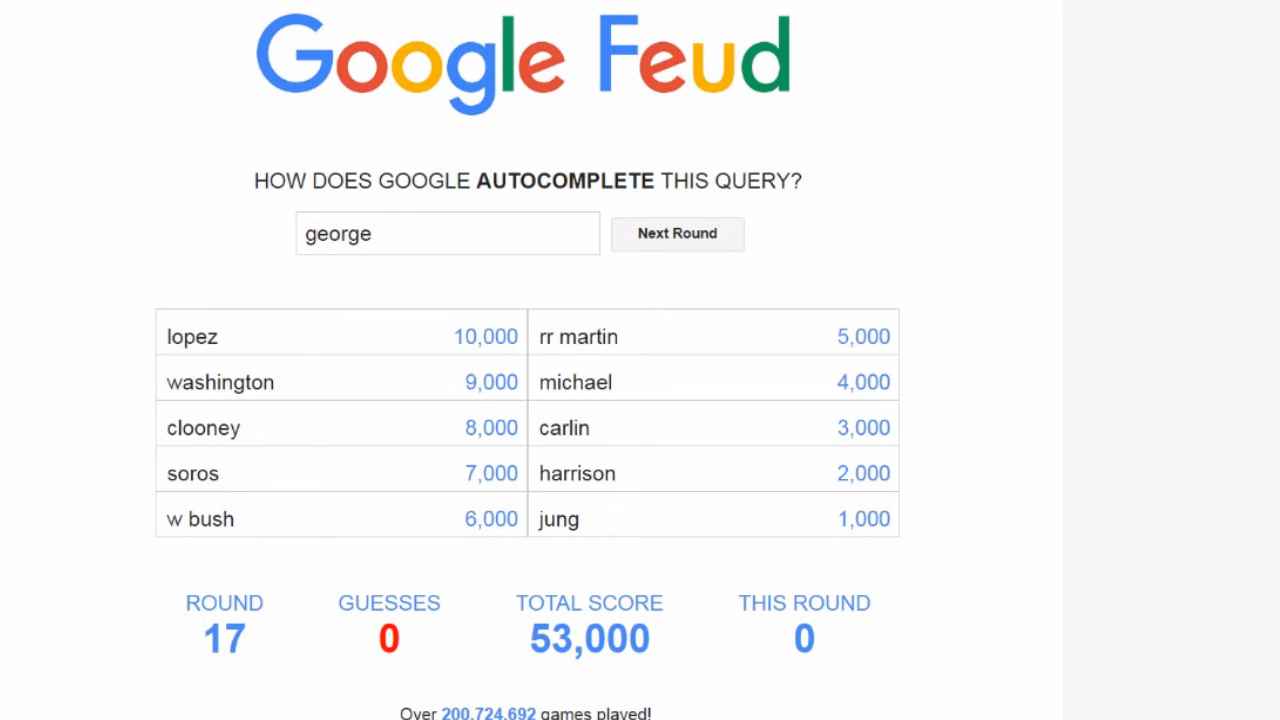 Google Feud
HOW DOES GOOGLE AUTOCOMPLETE THIS QUERY?
george Next Round
lopez 10,000 rr martin 5,000
washington 9,000 michael 4,000
clooney 8,000 carlin 3,000
soros 7,000 harrison 2,000
w bush 6,000 jung 1,000
ROUND GUESSES TOTAL SCORE THIS ROUND
17 0 53,000 0
Over 200,724,692 games played!